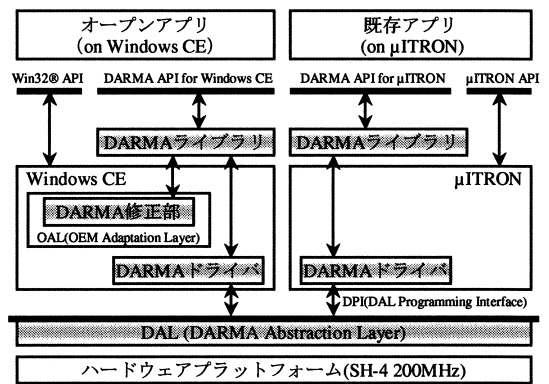 オープンアプリ
(on Windows CE)
既存アプリ
(on µITRON)
Win32® API
DARMA API for Windows CE
DARMA API for µITRON
µITRON API
DARMAライブラリ
DARMAライブラリ
Windows CE
µITRON
DARMA修正部
OAL(OEM Adaptation Layer)
DARMAドライバ
DARMAドライバ
DPI(DAL Programming Interface)
DAL (DARMA Abstraction Layer)
ハードウェアプラットフォーム(SH-4 200MHz)